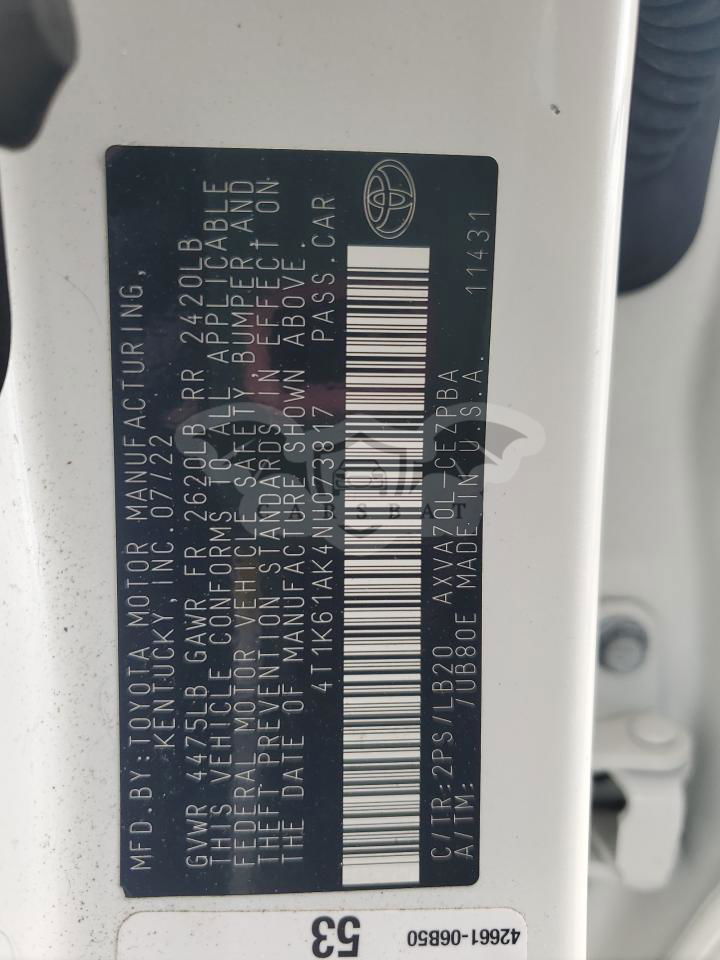 MFD. BY: TOYOTA MOTOR MANUFACTURING,
KENTUCKY, INC. 07/22
GVWR 4475LB GAWR FR 2620LB RR 2420LB
THIS VEHICLE CONFORMS TO ALL APPLICABLE
FEDERAL MOTOR VEHICLE SAFETY, BUMPER, AND
THEFT PREVENTION STANDARDS IN EFFECT ON
THE DATE OF MANUFACTURE SHOWN ABOVE.
PASS. CAR
C/TR: 2PS/LB20 AXVA70L-CEZPBA
A/TM: /UB80E MADE IN U.S.A. 11431
CARSBAT
53
42661-06B50